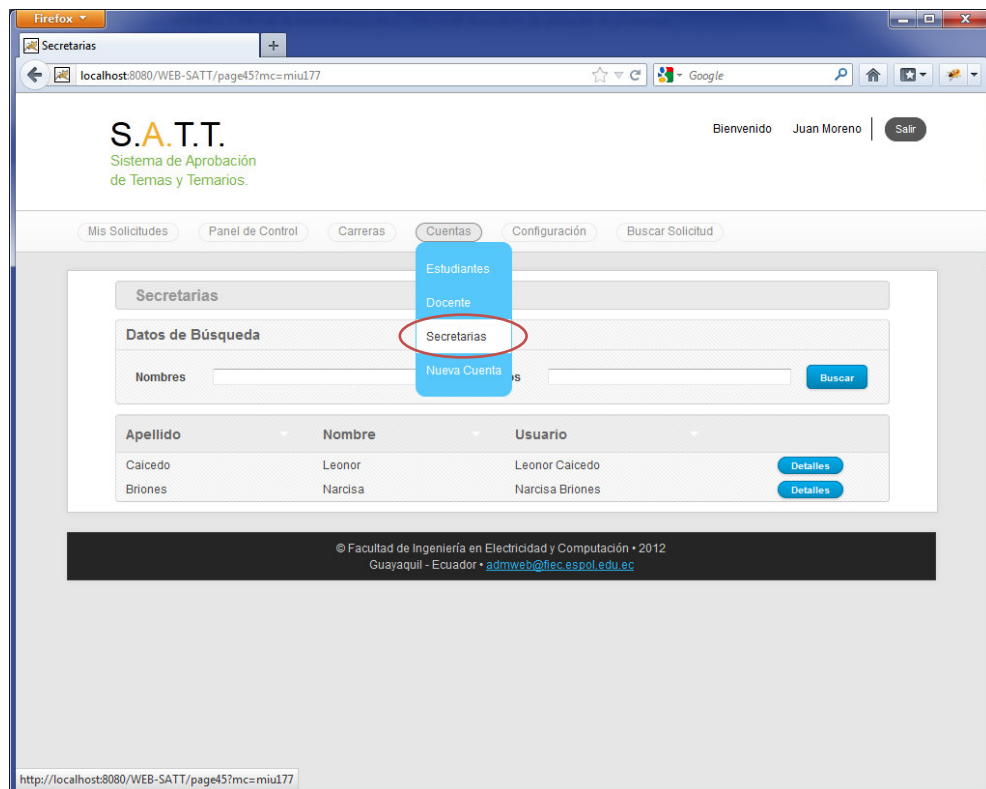 Firefox
Secretarias
localhost:8080/WEB-SATT/page45?mc=miu177
Google
S.A.T.T.
Sistema de Aprobación
de Temas y Temarios.
Bienvenido Juan Moreno Salir
Mis Solicitudes Panel de Control Carreras Cuentas Configuración Buscar Solicitud
Estudiantes
Docente
Secretarias
Nueva Cuenta
Secretarias
Datos de Búsqueda
Nombres os Buscar
Apellido Nombre Usuario
Caicedo Leonor Leonor Caicedo Detalles
Briones Narcisa Narcisa Briones Detalles
© Facultad de Ingeniería en Electricidad y Computación • 2012
Guayaquil - Ecuador • admweb@fiec.espol.edu.ec
http://localhost:8080/WEB-SATT/page45?mc=miu177